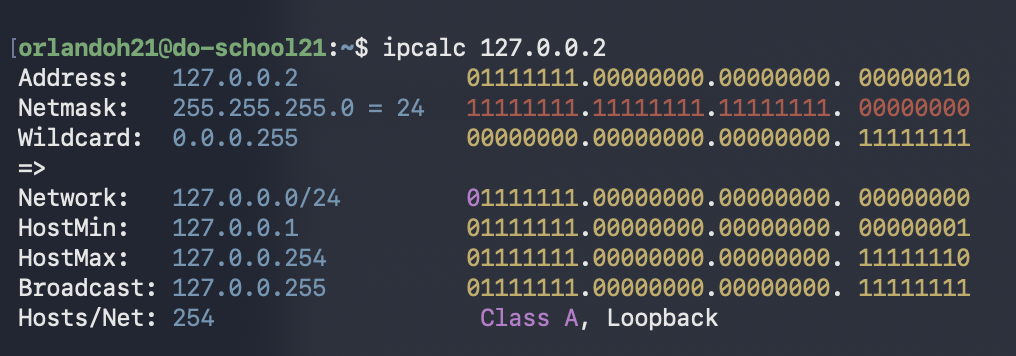 [orlandoh21@do-school21:~$ ipcalc 127.0.0.2
Address: 127.0.0.2 01111111.00000000.00000000. 00000010
Netmask: 255.255.255.0 = 24 11111111.11111111.11111111. 00000000
Wildcard: 0.0.0.255 00000000.00000000.00000000. 11111111
=>
Network: 127.0.0.0/24 01111111.00000000.00000000. 00000000
HostMin: 127.0.0.1 01111111.00000000.00000000. 00000001
HostMax: 127.0.0.254 01111111.00000000.00000000. 11111110
Broadcast: 127.0.0.255 01111111.00000000.00000000. 11111111
Hosts/Net: 254 Class A, Loopback